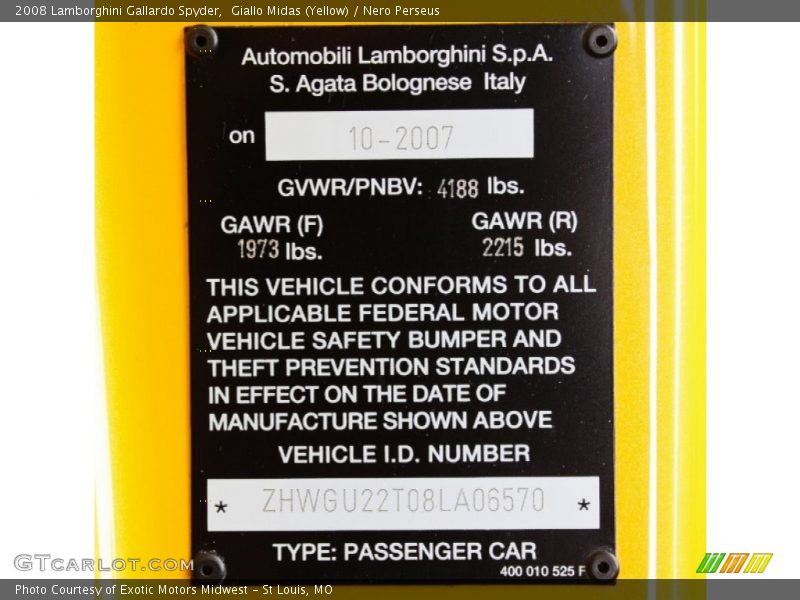 2008 Lamborghini Gallardo Spyder,  Giallo Midas (Yellow) / Nero Perseus
Automobili Lamborghini S.p.A.
S. Agata Bolognese Italy
on 10-2007
GVWR/PNBV: 4188 lbs.
GAWR (F) GAWR (R)
1973 lbs. 2215 lbs.
THIS VEHICLE CONFORMS TO ALL
APPLICABLE FEDERAL MOTOR
VEHICLE SAFETY BUMPER AND
THEFT PREVENTION STANDARDS
IN EFFECT ON THE DATE OF
MANUFACTURE SHOWN ABOVE
VEHICLE I.D. NUMBER
* ZHWGU22T08LA06570 *
TYPE: PASSENGER CAR
400 010 525 F
GTCARLOT.COM
Photo Courtesy of Exotic Motors Midwest - St Louis, MO